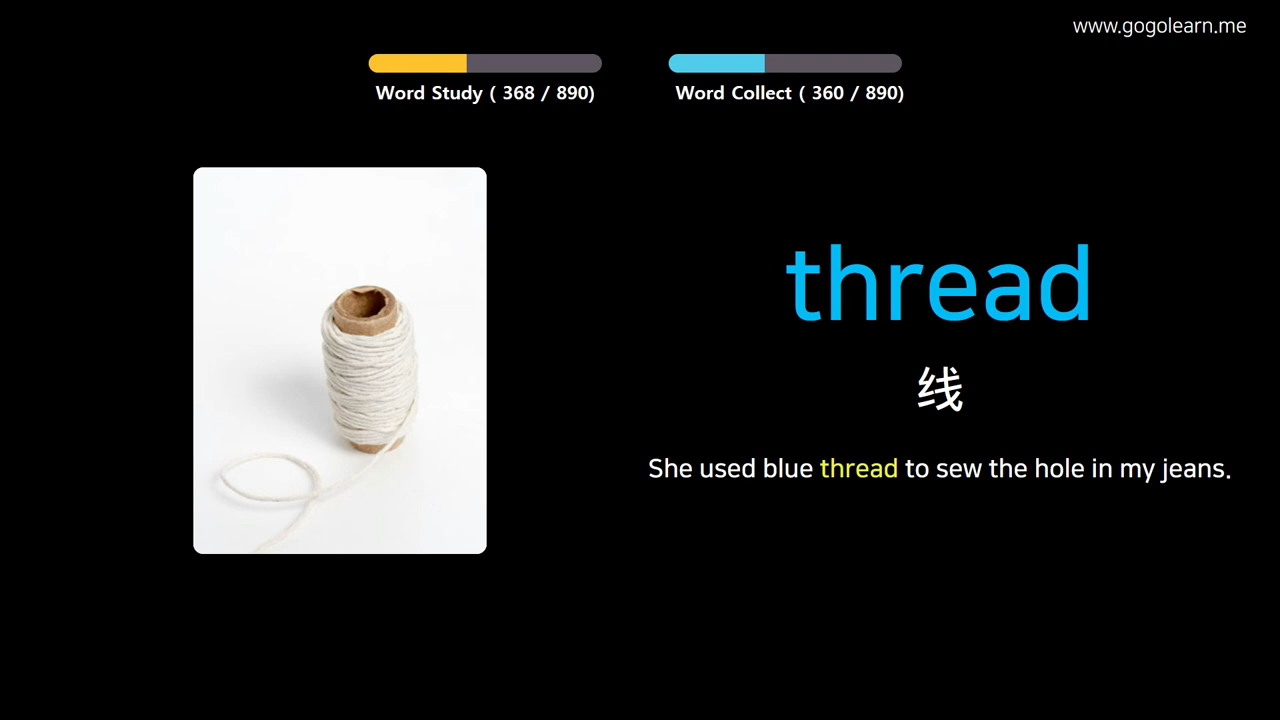 www.gogolearn.me
Word Study ( 368 / 890)
Word Collect ( 360 / 890)
thread
线
She used blue thread to sew the hole in my jeans.